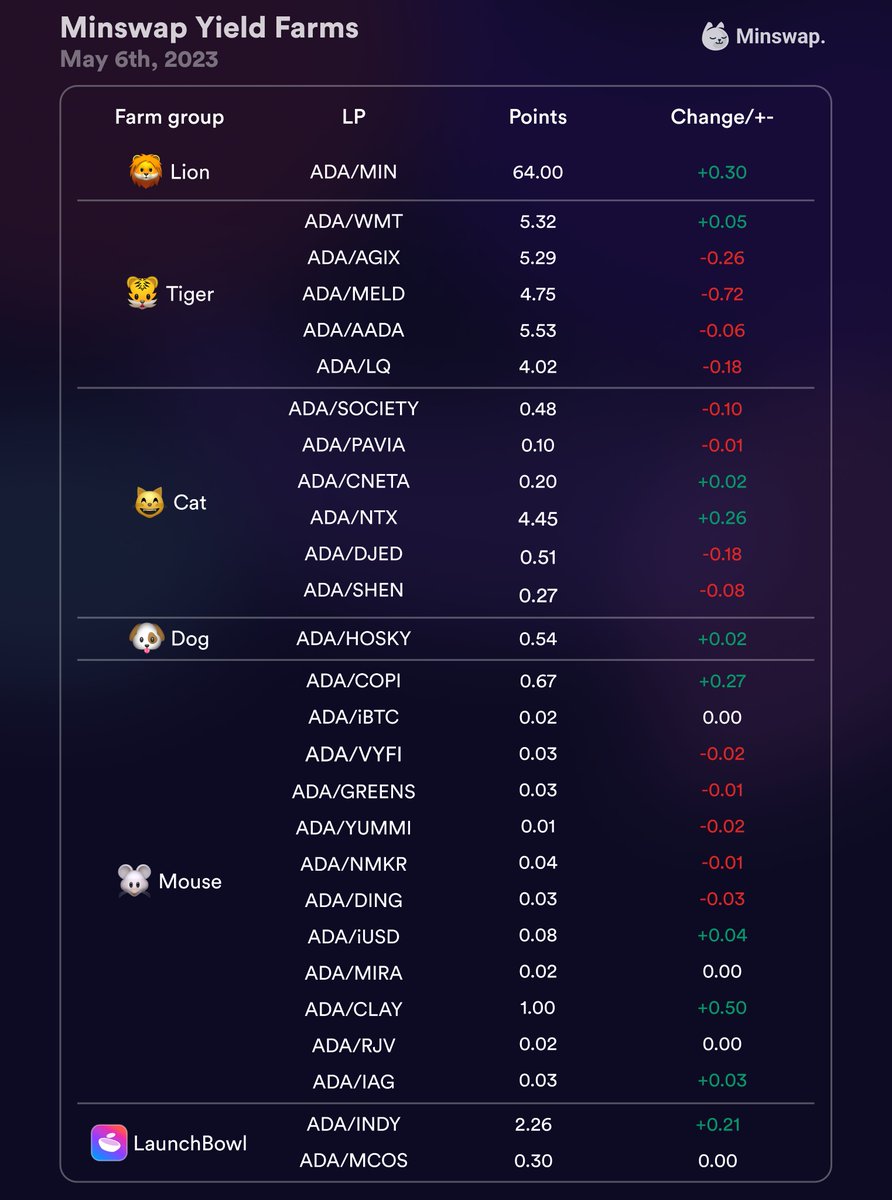 Minswap Yield Farms
May 6th, 2023
Minswap.
Farm group LP Points Change/+-
Lion ADA/MIN 64.00 +0.30
ADA/WMT 5.32 +0.05
ADA/AGIX 5.29 -0.26
Tiger ADA/MELD 4.75 -0.72
ADA/AADA 5.53 -0.06
ADA/LQ 4.02 -0.18
ADA/SOCIETY 0.48 -0.10
ADA/PAVIA 0.10 -0.01
ADA/CNETA 0.20 +0.02
Cat ADA/NTX 4.45 +0.26
ADA/DJED 0.51 -0.18
ADA/SHEN 0.27 -0.08
Dog ADA/HOSKY 0.54 +0.02
ADA/COPI 0.67 +0.27
ADA/iBTC 0.02 0.00
ADA/VYFI 0.03 -0.02
ADA/GREENS 0.03 -0.01
ADA/YUMMI 0.01 -0.02
ADA/NMKR 0.04 -0.01
Mouse ADA/DING 0.03 -0.03
ADA/iUSD 0.08 +0.04
ADA/MIRA 0.02 0.00
ADA/CLAY 1.00 +0.50
ADA/RJV 0.02 0.00
ADA/IAG 0.03 +0.03
ADA/INDY 2.26 +0.21
LaunchBowl
ADA/MCOS 0.30 0.00